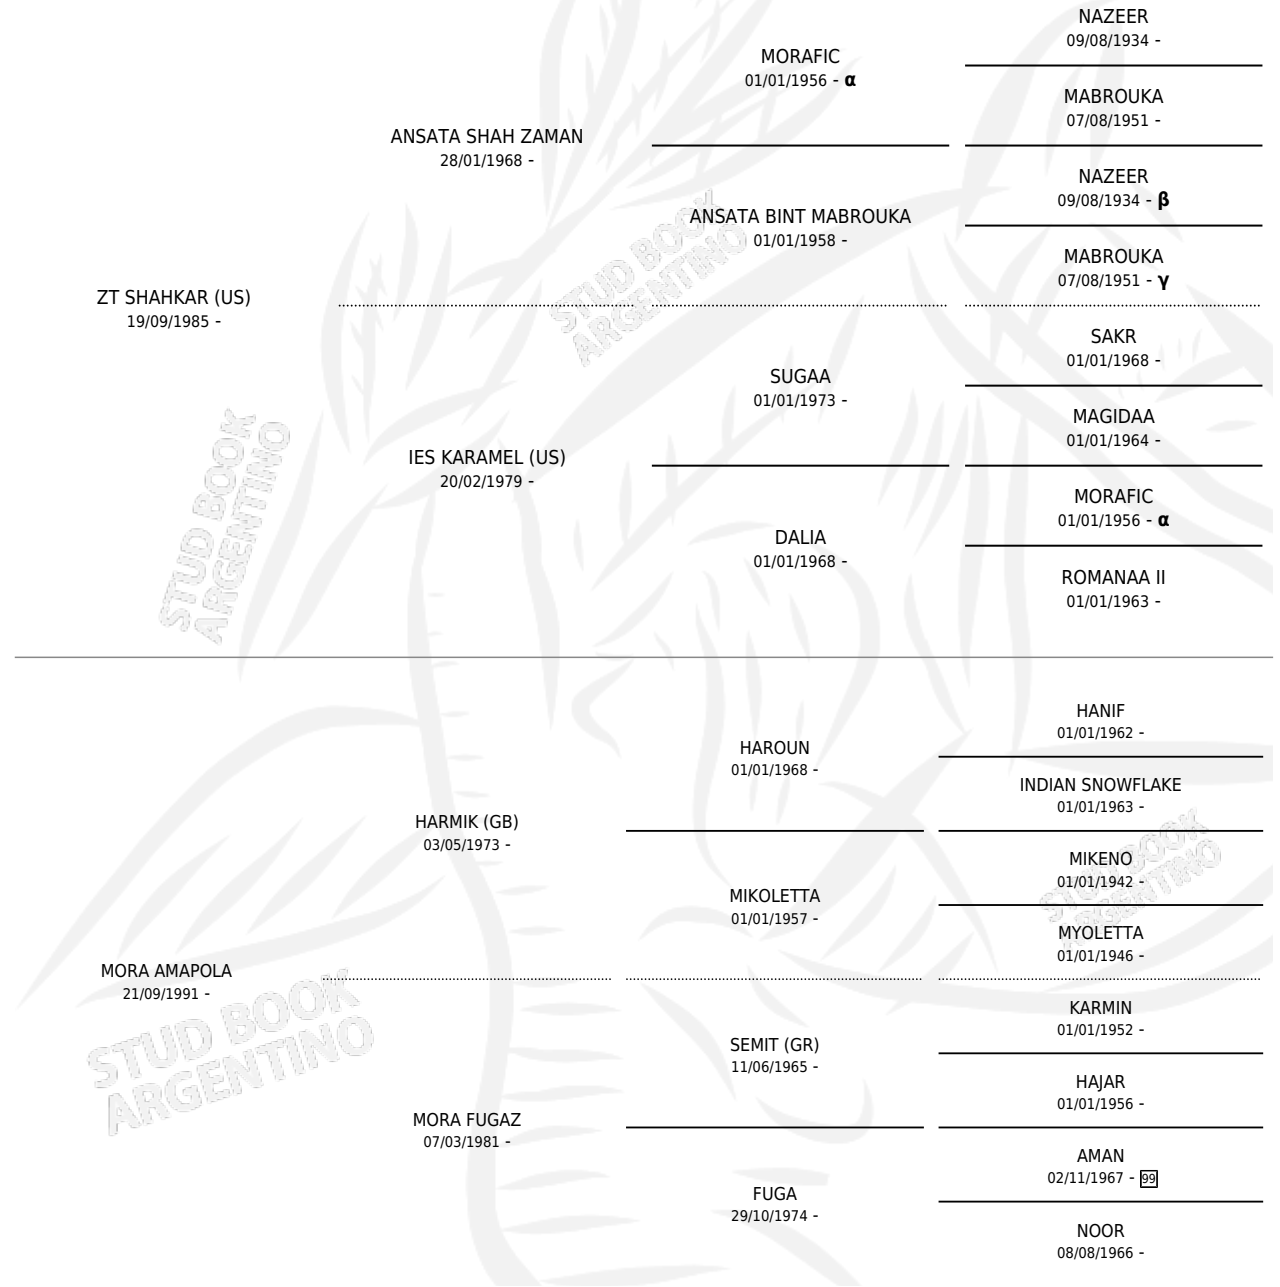 NAZEER
09/08/1934 -
MORAFIC
01/01/1956 - α
MABROUKA
07/08/1951 -
ANSATA SHAH ZAMAN
28/01/1968 -
NAZEER
09/08/1934 - β
ANSATA BINT MABROUKA
01/01/1958 -
MABROUKA
07/08/1951 - γ
ZT SHAHKAR (US)
19/09/1985 -
SAKR
01/01/1968 -
SUGAA
01/01/1973 -
MAGIDAA
01/01/1964 -
IES KARAMEL (US)
20/02/1979 -
MORAFIC
01/01/1956 - α
DALIA
01/01/1968 -
ROMANAA II
01/01/1963 -
HANIF
01/01/1962 -
HAROUN
01/01/1968 -
INDIAN SNOWFLAKE
01/01/1963 -
HARMIK (GB)
03/05/1973 -
MIKENO
01/01/1942 -
MIKOLETTA
01/01/1957 -
MYOLETTA
01/01/1946 -
MORA AMAPOLA
21/09/1991 -
KARMIN
01/01/1952 -
SEMIT (GR)
11/06/1965 -
HAJAR
01/01/1956 -
MORA FUGAZ
07/03/1981 -
AMAN
02/11/1967 - 99
FUGA
29/10/1974 -
NOOR
08/08/1966 -
STUD BOOK
ARGENTINO
STUD BOOK
ARGENTINO
STUD BOOK
ARGENTINO
STUD BOOK
ARGENTINO